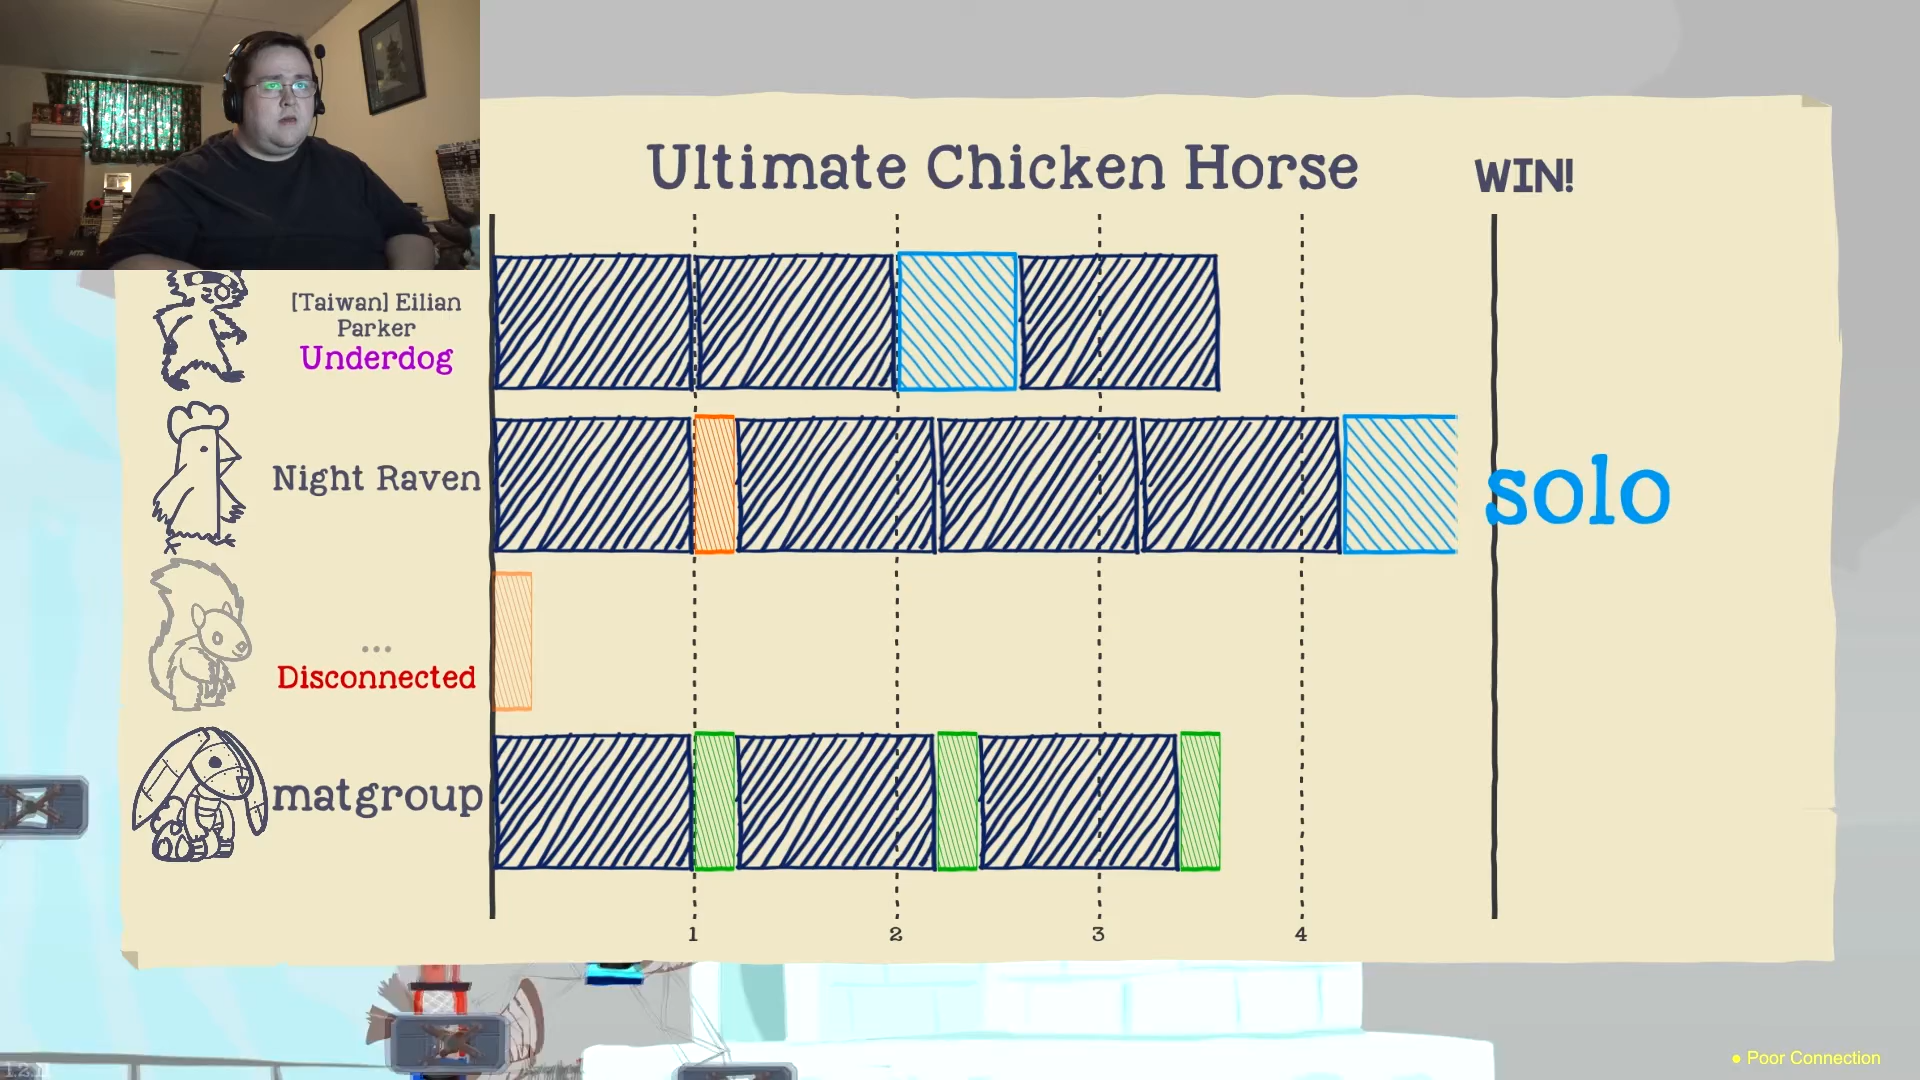 Ultimate Chicken Horse
WIN!
[Taiwan] Eilian
Parker
Underdog
Night Raven
solo
...
Disconnected
matgroup
1
2
3
4
Poor Connection